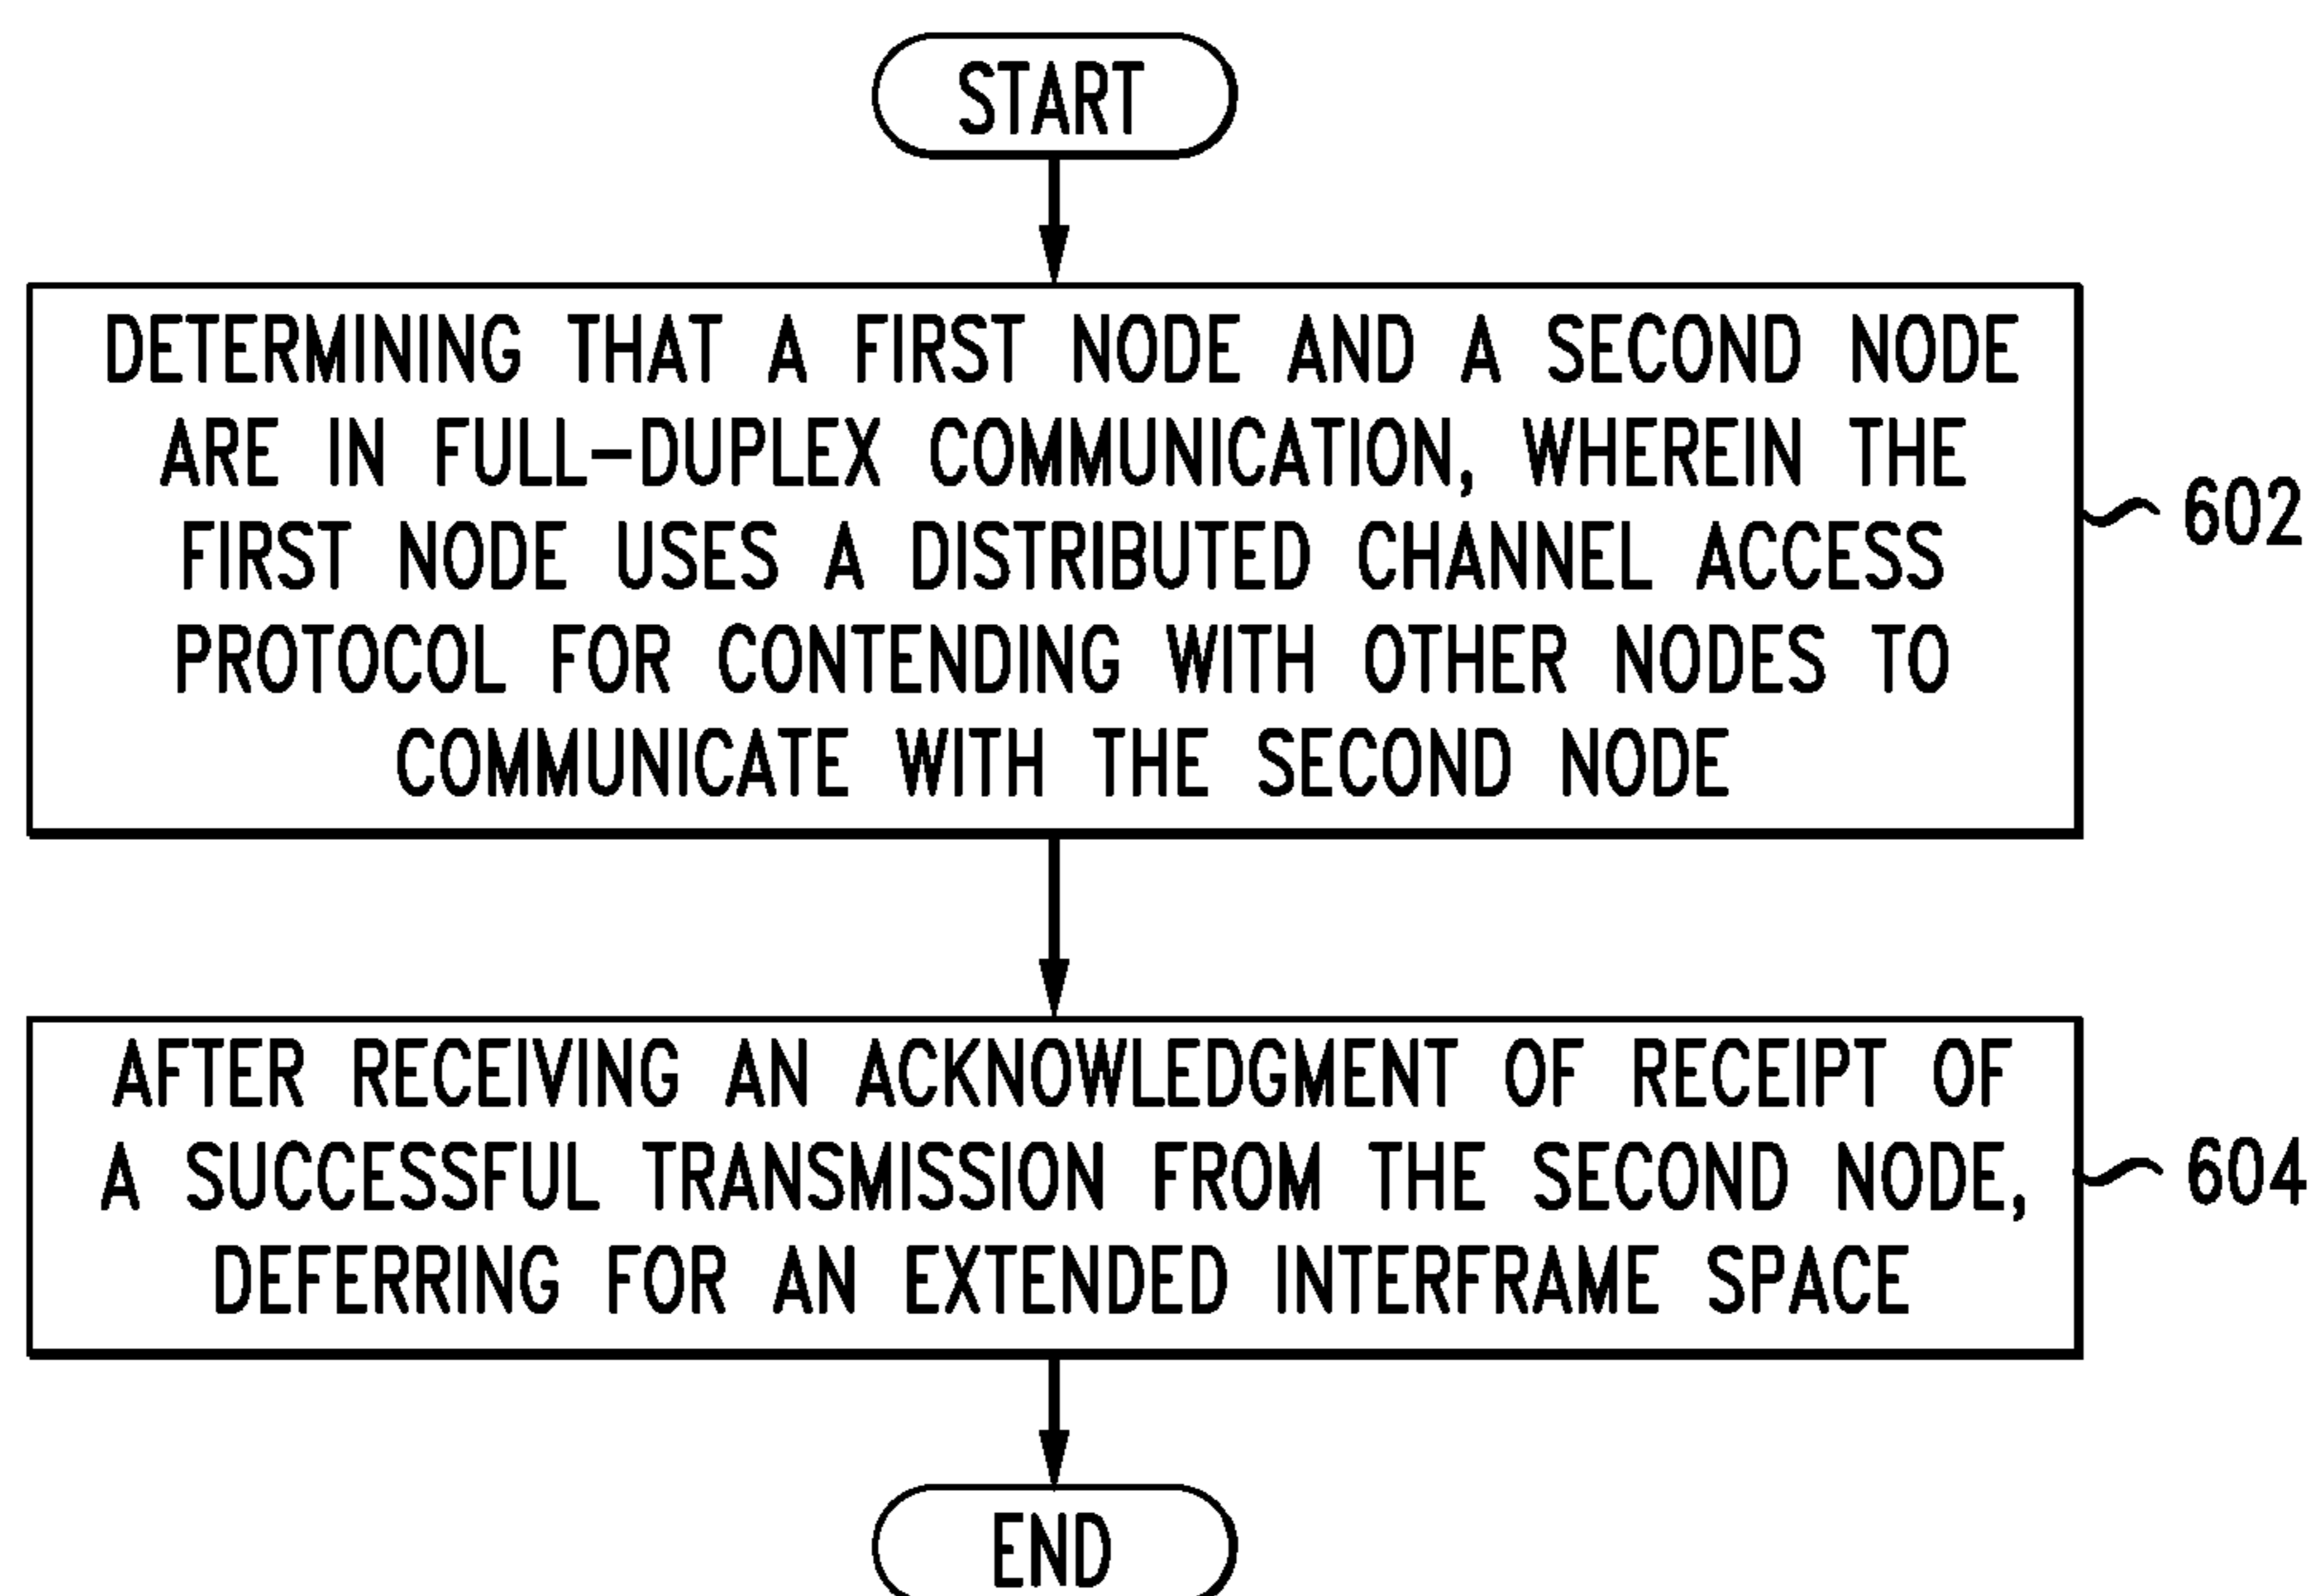 START
DETERMINING THAT A FIRST NODE AND A SECOND NODE
ARE IN FULL-DUPLEX COMMUNICATION, WHEREIN THE
FIRST NODE USES A DISTRIBUTED CHANNEL ACCESS
PROTOCOL FOR CONTENDING WITH OTHER NODES TO
COMMUNICATE WITH THE SECOND NODE
602
AFTER RECEIVING AN ACKNOWLEDGMENT OF RECEIPT OF
A SUCCESSFUL TRANSMISSION FROM THE SECOND NODE,
DEFERRING FOR AN EXTENDED INTERFRAME SPACE
604
END